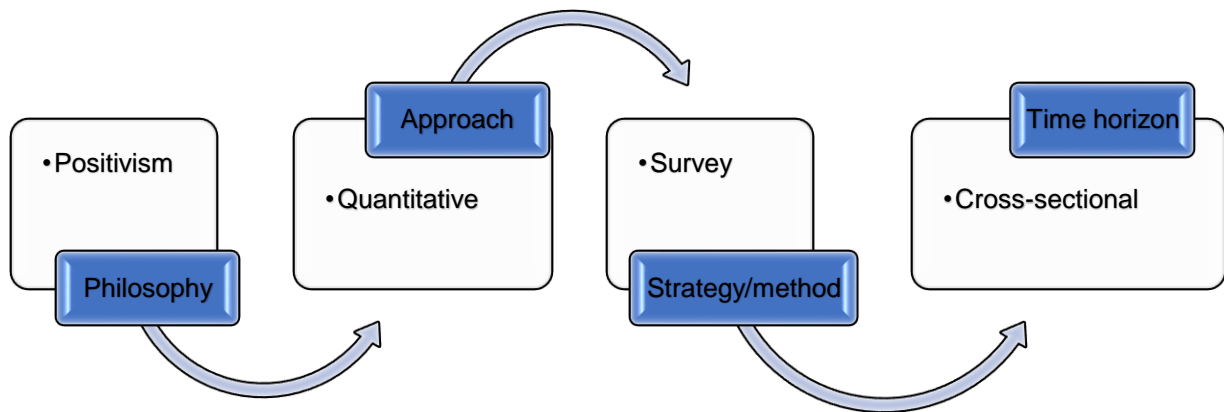 •Positivism
Philosophy
Approach
•Quantitative
•Survey
Strategy/method
Time horizon
•Cross-sectional